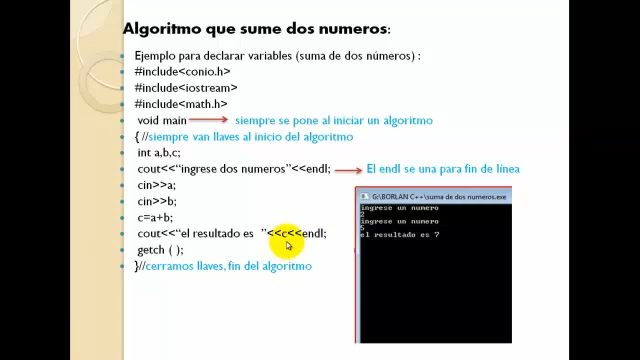 Algoritmo que sume dos numeros:
Ejemplo para declarar variables (suma de dos números) :
#include<conio.h>
#include<iostream>
#include<math.h>
void main siempre se pone al iniciar un algoritmo
{ //siempre van llaves al inicio del algoritmo
int a,b,c;
cout<<“ingrese dos numeros”<<endl; El endl se una para fin de línea
cin>>a;
cin>>b;
c=a+b;
cout<<“el resultado es ”<<c<<endl;
getch ( );
}//cerramos llaves, fin del algoritmo
G:\BORLAN C++\suma de dos numeros.exe
ingrese un numero
2
ingrese un numero
5
el resultado es 7